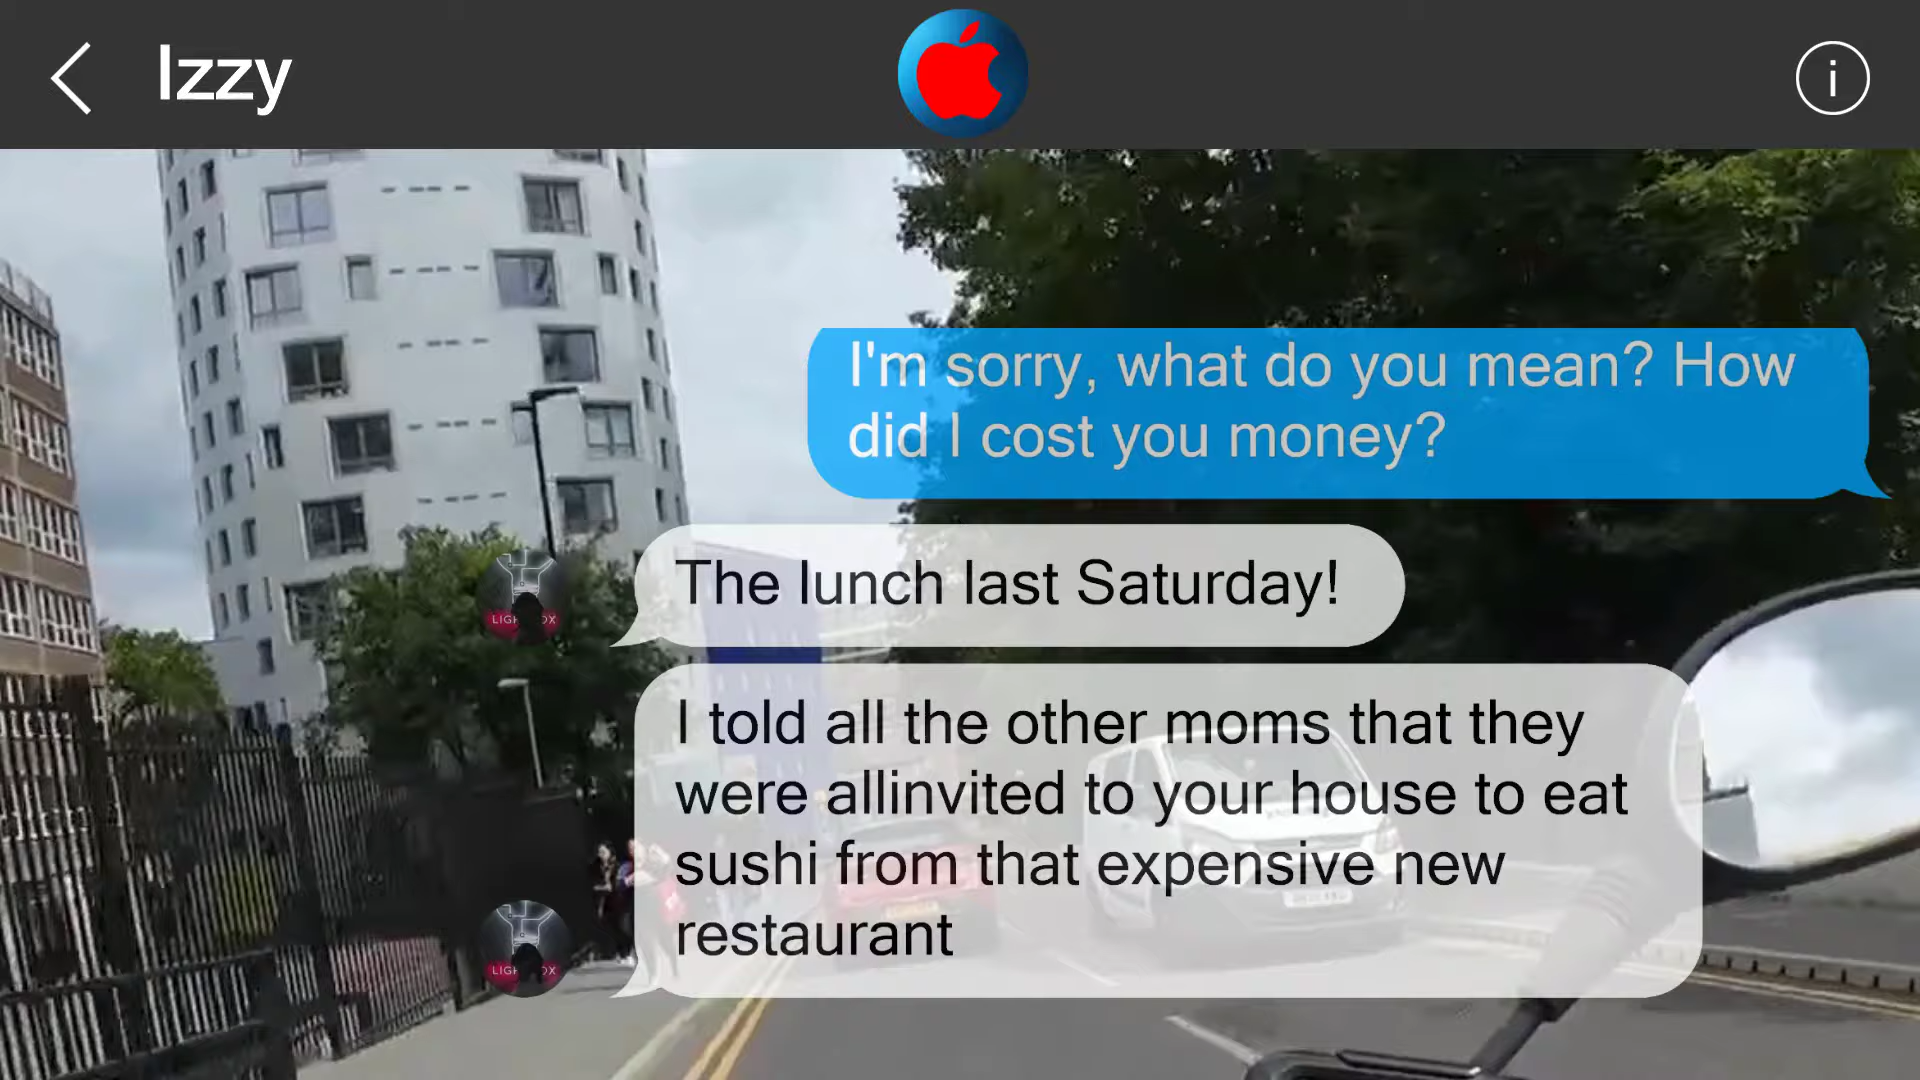 Izzy
I'm sorry, what do you mean? How
did I cost you money?
The lunch last Saturday!
I told all the other moms that they
were allinvited to your house to eat
sushi from that expensive new
restaurant